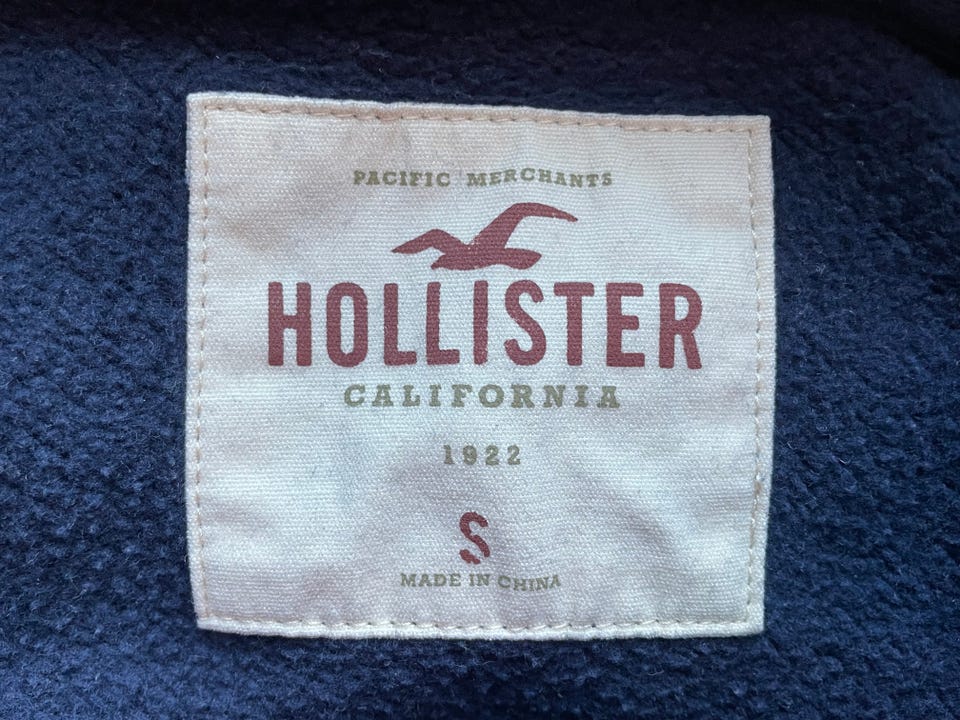 PACIFIC MERCHANTS
HOLLISTER
CALIFORNIA
1922
S
MADE IN CHINA